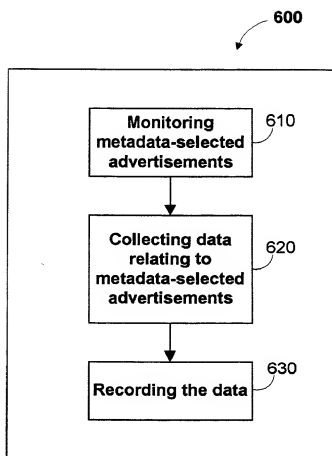 600
Monitoring
metadata-selected
advertisements
610
Collecting data
relating to
metadata-selected
advertisements
620
Recording the data
630